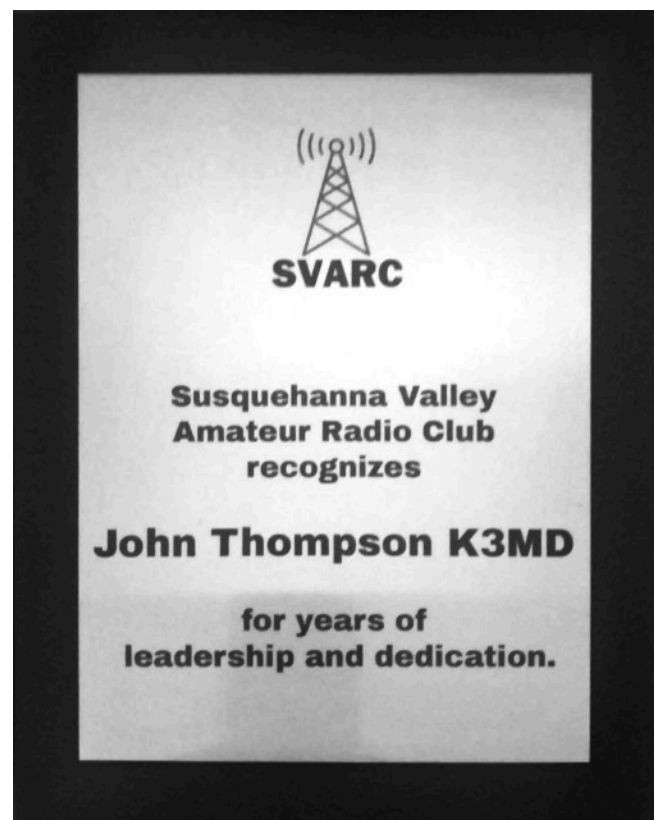 SVARC
Susquehanna Valley
Amateur Radio Club
recognizes
John Thompson K3MD
for years of
leadership and dedication.